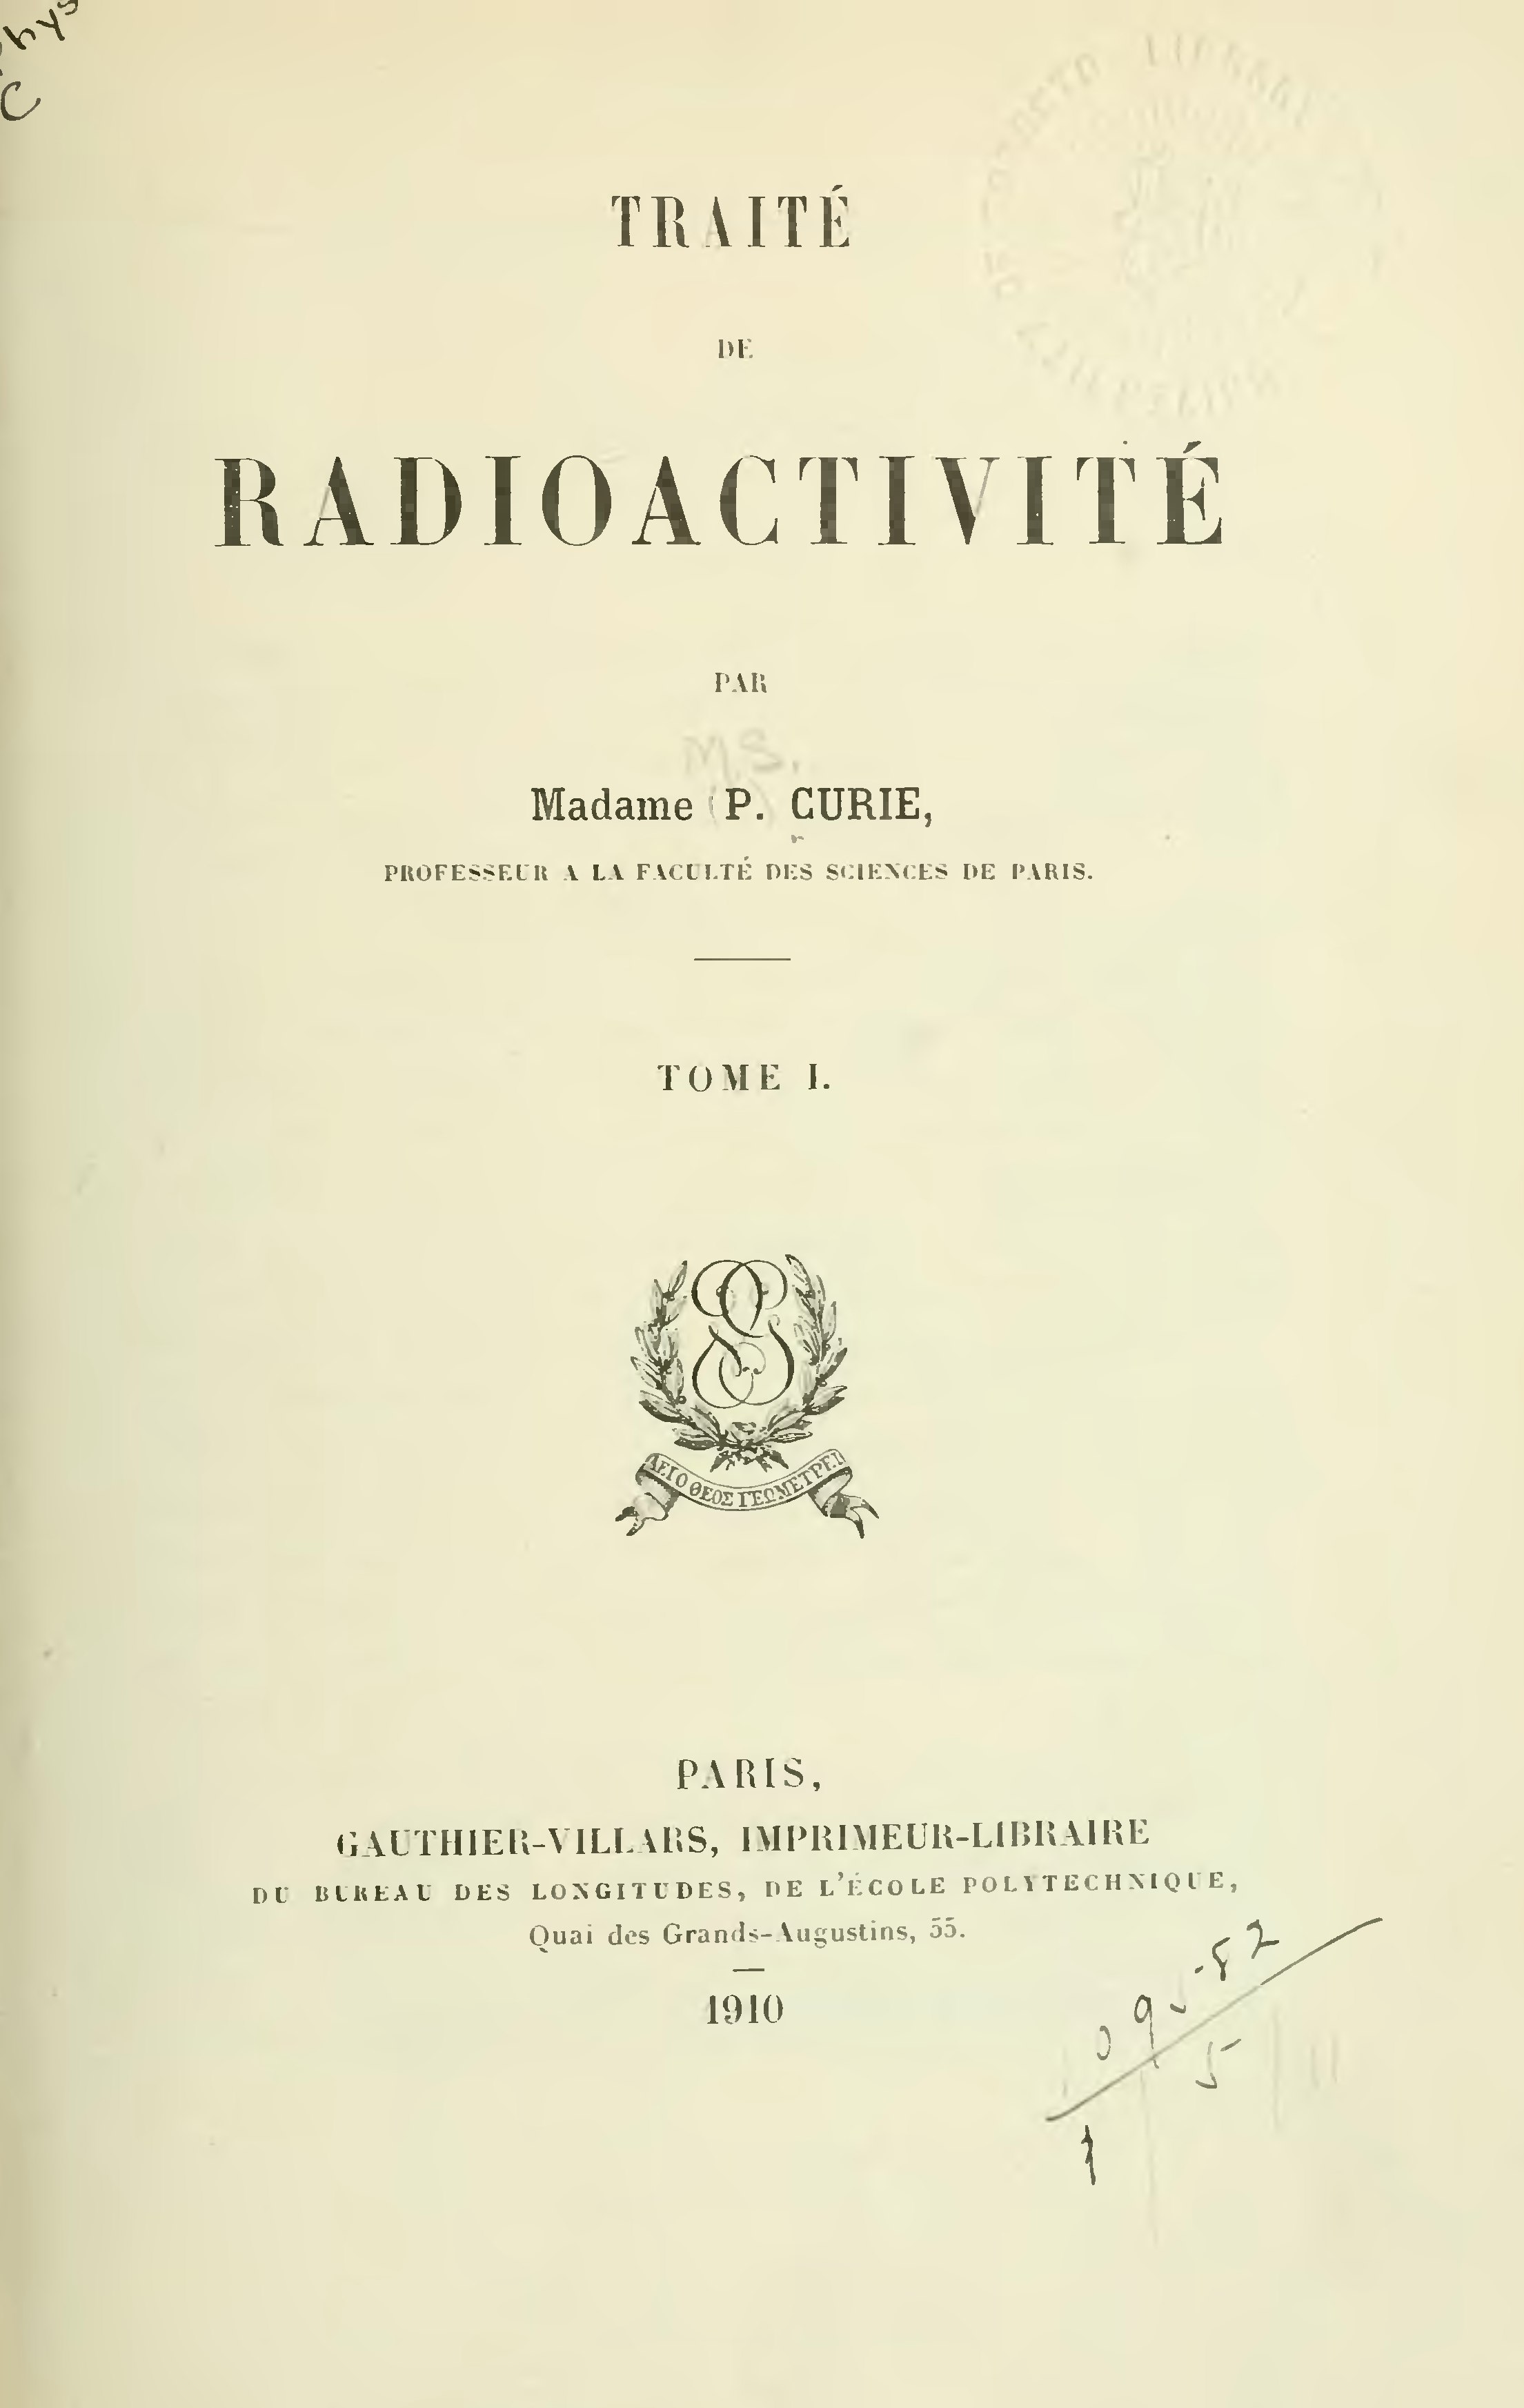 Phys
C
TRAITÉ
DE
RADIOACTIVITÉ
PAR
M.S.
Madame (P.) CURIE,
PROFESSEUR A LA FACULTÉ DES SCIENCES DE PARIS.
TOME I.
ΑΕΙ Ο ΘΕΟΣ ΓΕΩΜΕΤΡΕΙ
PARIS,
GAUTHIER-VILLARS, IMPRIMEUR-LIBRAIRE
DU BUREAU DES LONGITUDES, DE L'ÉCOLE POLYTECHNIQUE,
Quai des Grands-Augustins, 55.
1910